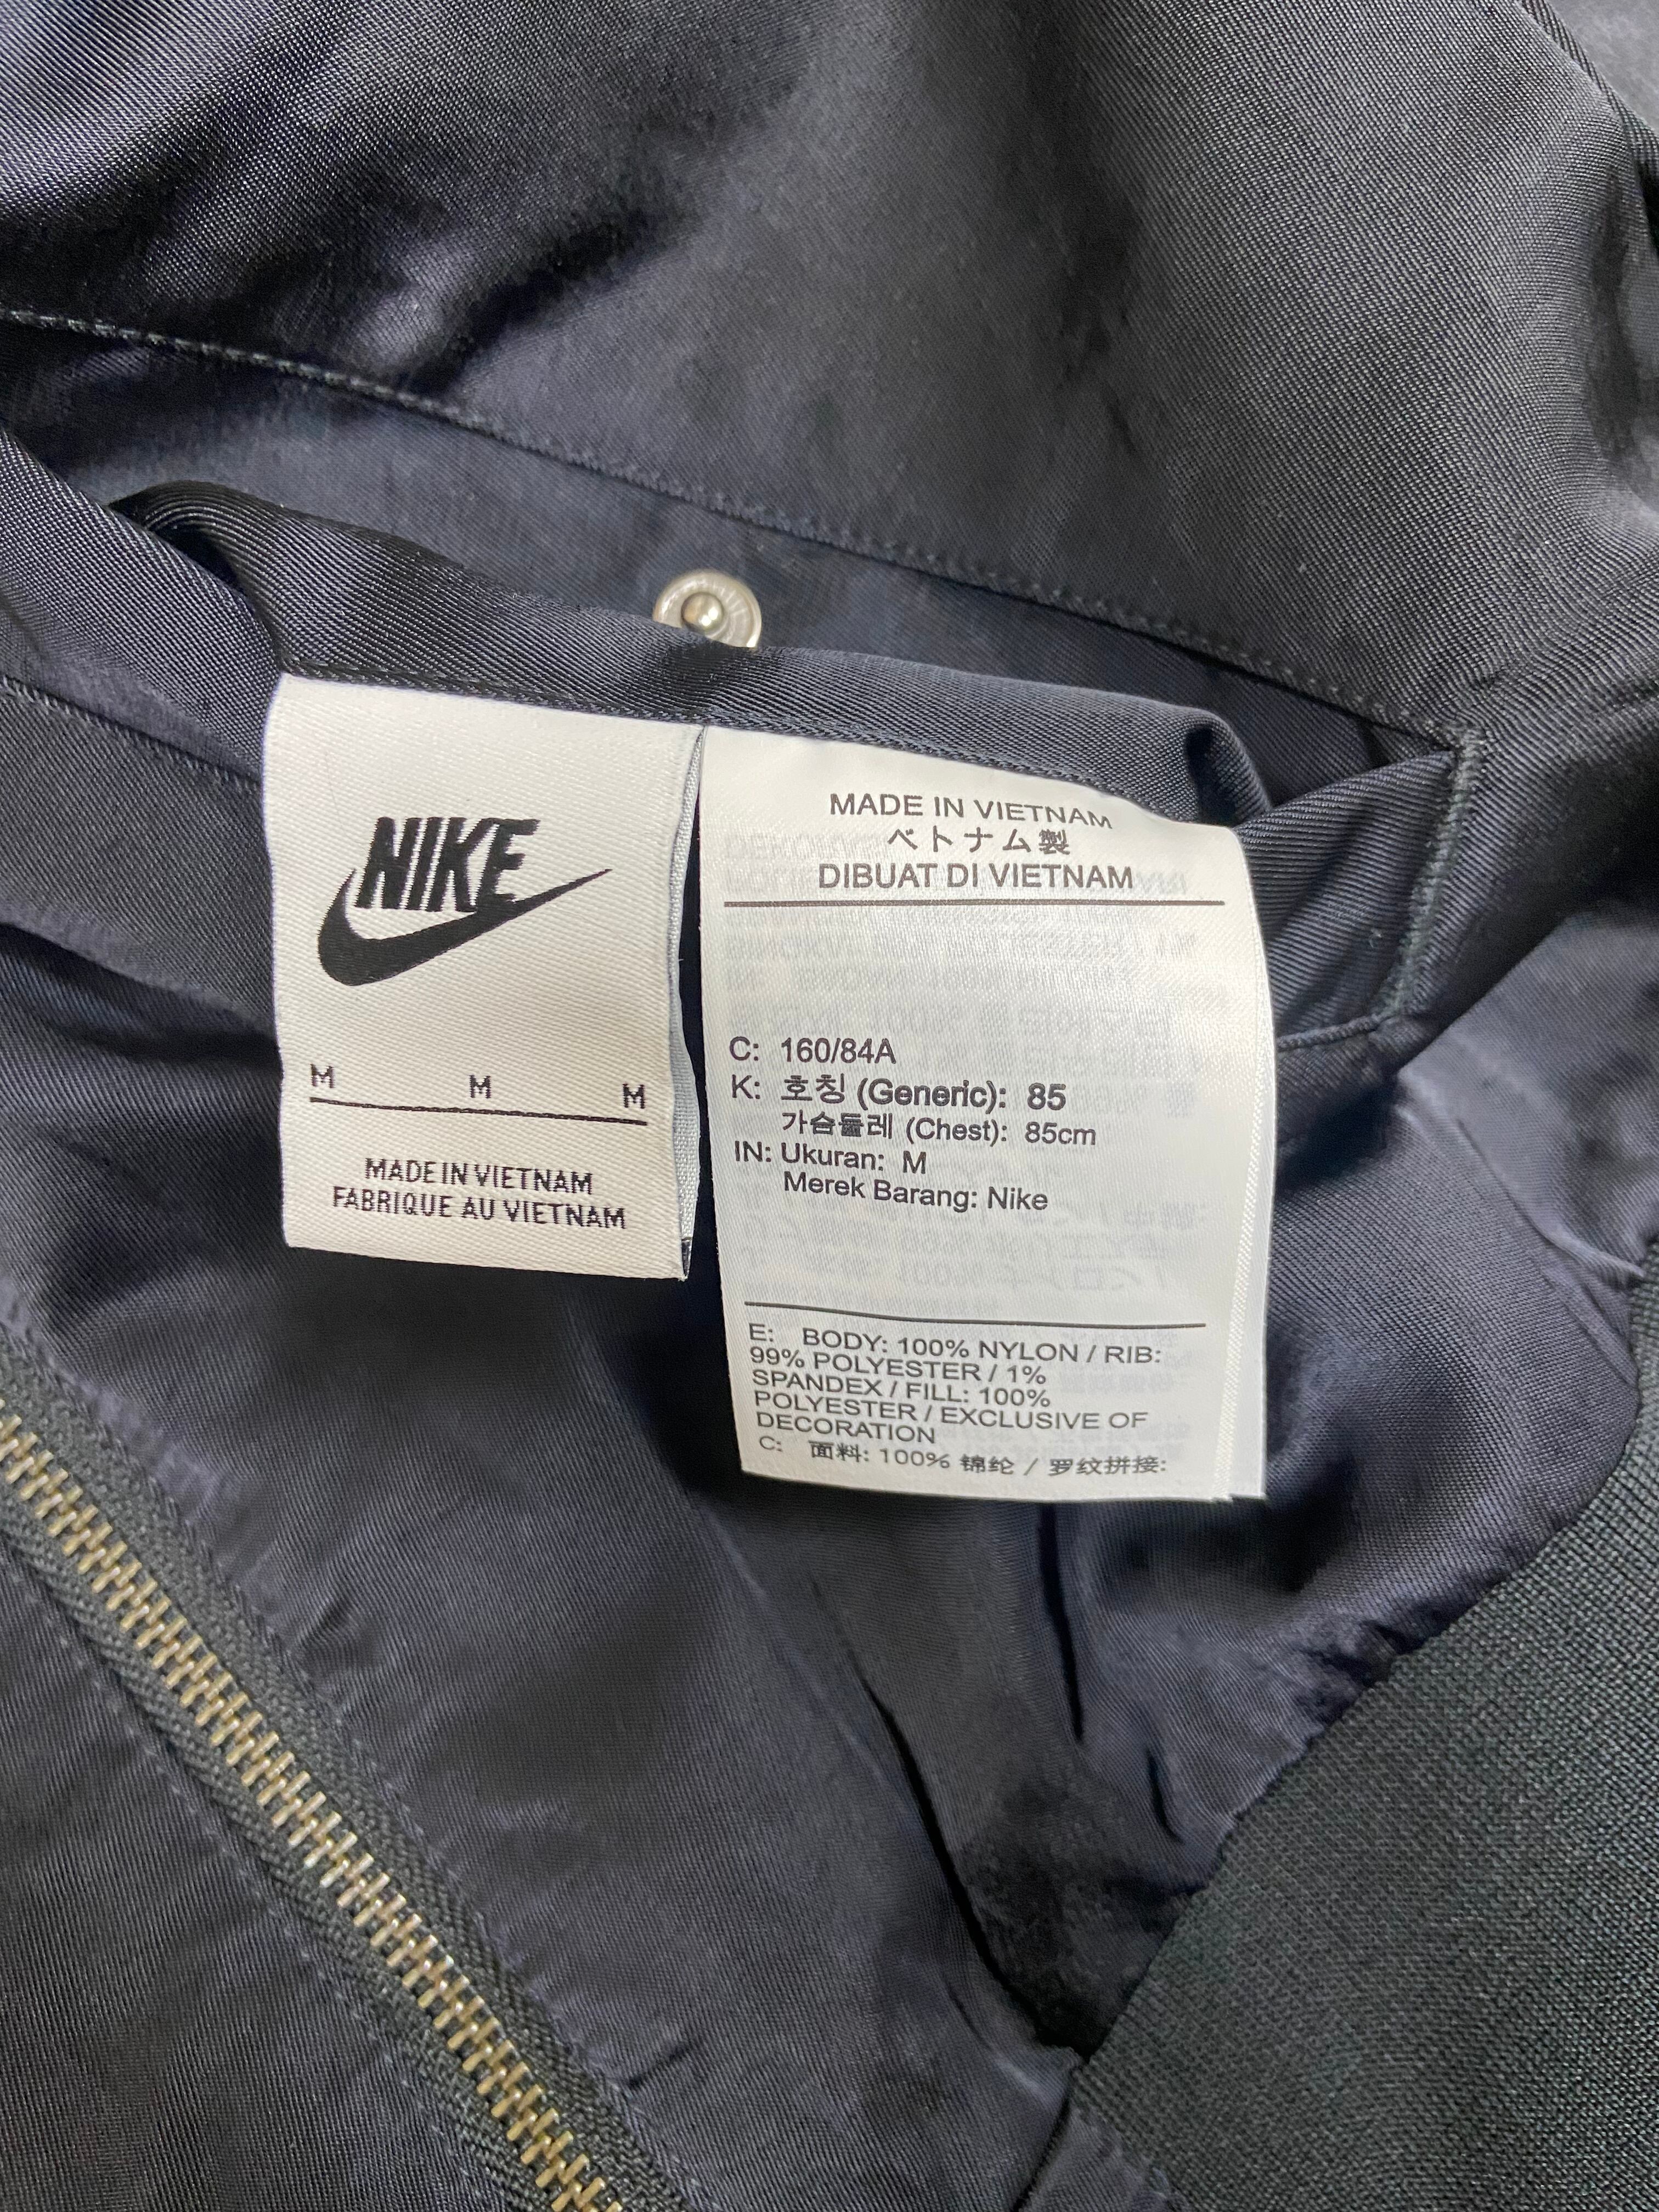 NIKE
M M M
MADE IN VIETNAM
FABRIQUE AU VIETNAM
MADE IN VIETNAM
ベトナム製
DIBUAT DI VIETNAM
C: 160/84A
K: 호칭 (Generic): 85
가슴둘레 (Chest): 85cm
IN: Ukuran: M
Merek Barang: Nike
E: BODY: 100% NYLON / RIB:
99% POLYESTER / 1%
SPANDEX / FILL: 100%
POLYESTER / EXCLUSIVE OF
DECORATION
C: 面料: 100% 锦纶 / 罗纹拼接: